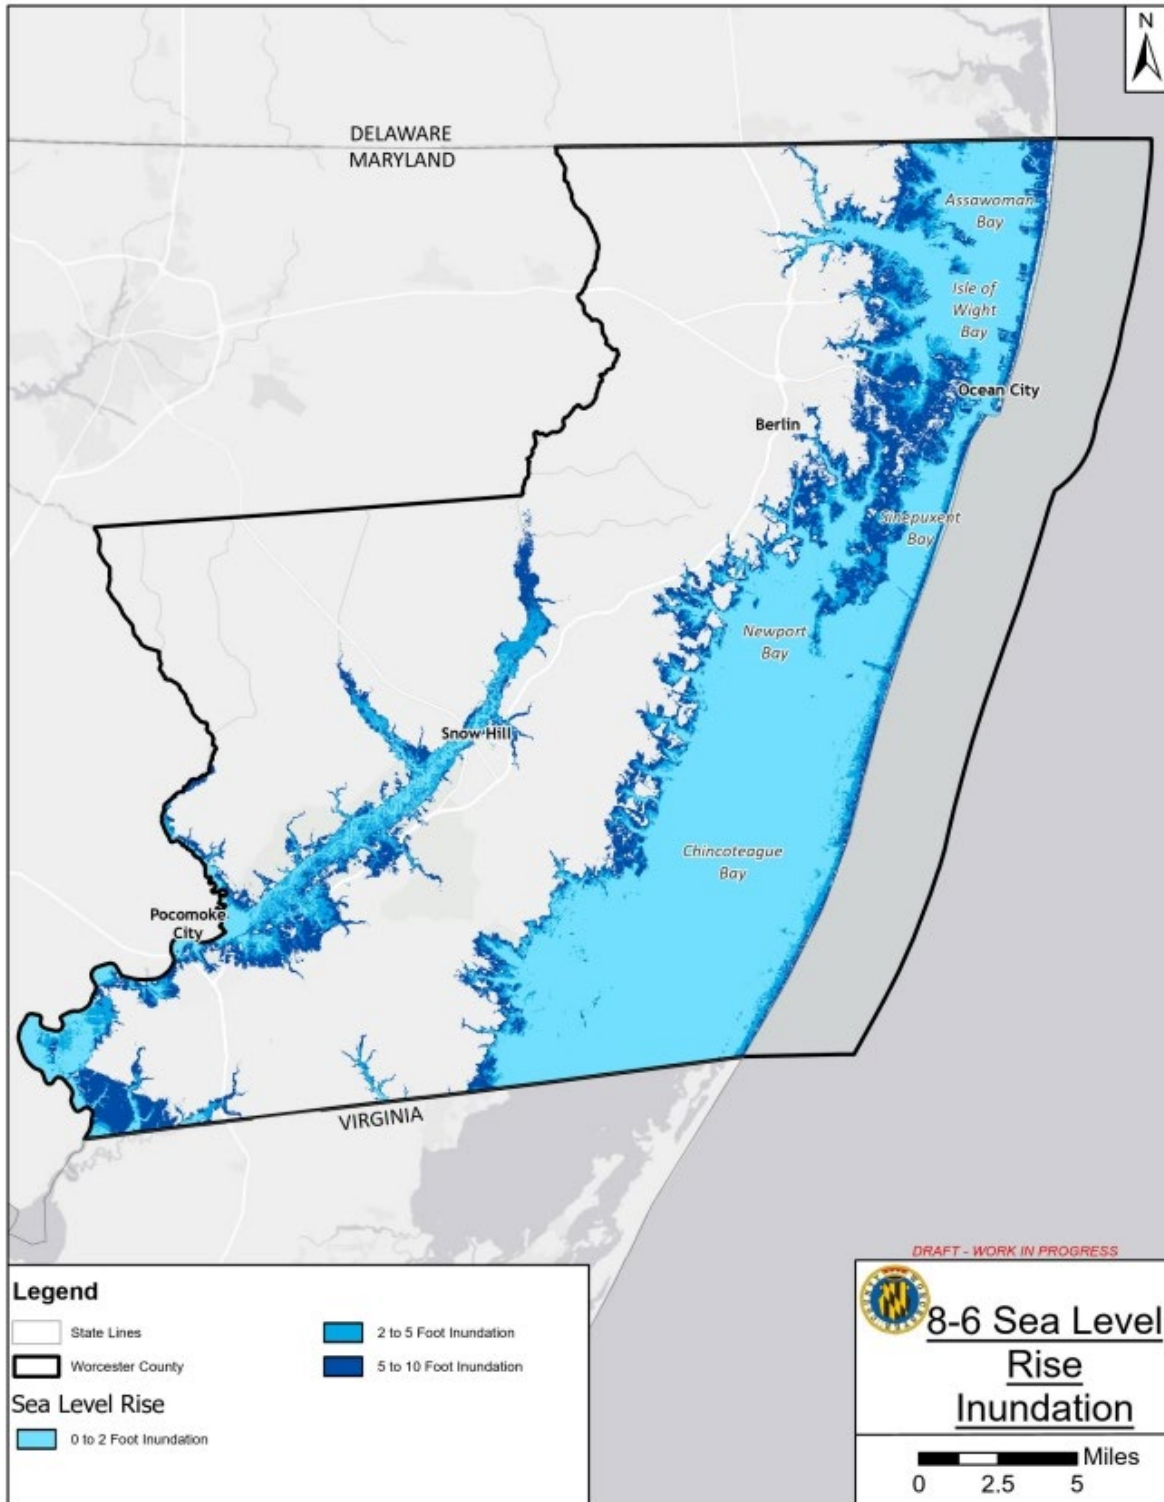 N
DELAWARE
MARYLAND
Assawoman
Bay
Isle of
Wight
Bay
Ocean City
Berlin
Sinepuxent
Bay
Newport
Bay
Snow Hill
Chincoteague
Bay
Pocomoke
City
VIRGINIA
DRAFT - WORK IN PROGRESS
Legend
State Lines
Worcester County
Sea Level Rise
0 to 2 Foot Inundation
2 to 5 Foot Inundation
5 to 10 Foot Inundation
8-6 Sea Level
Rise
Inundation
Miles
0 2.5 5